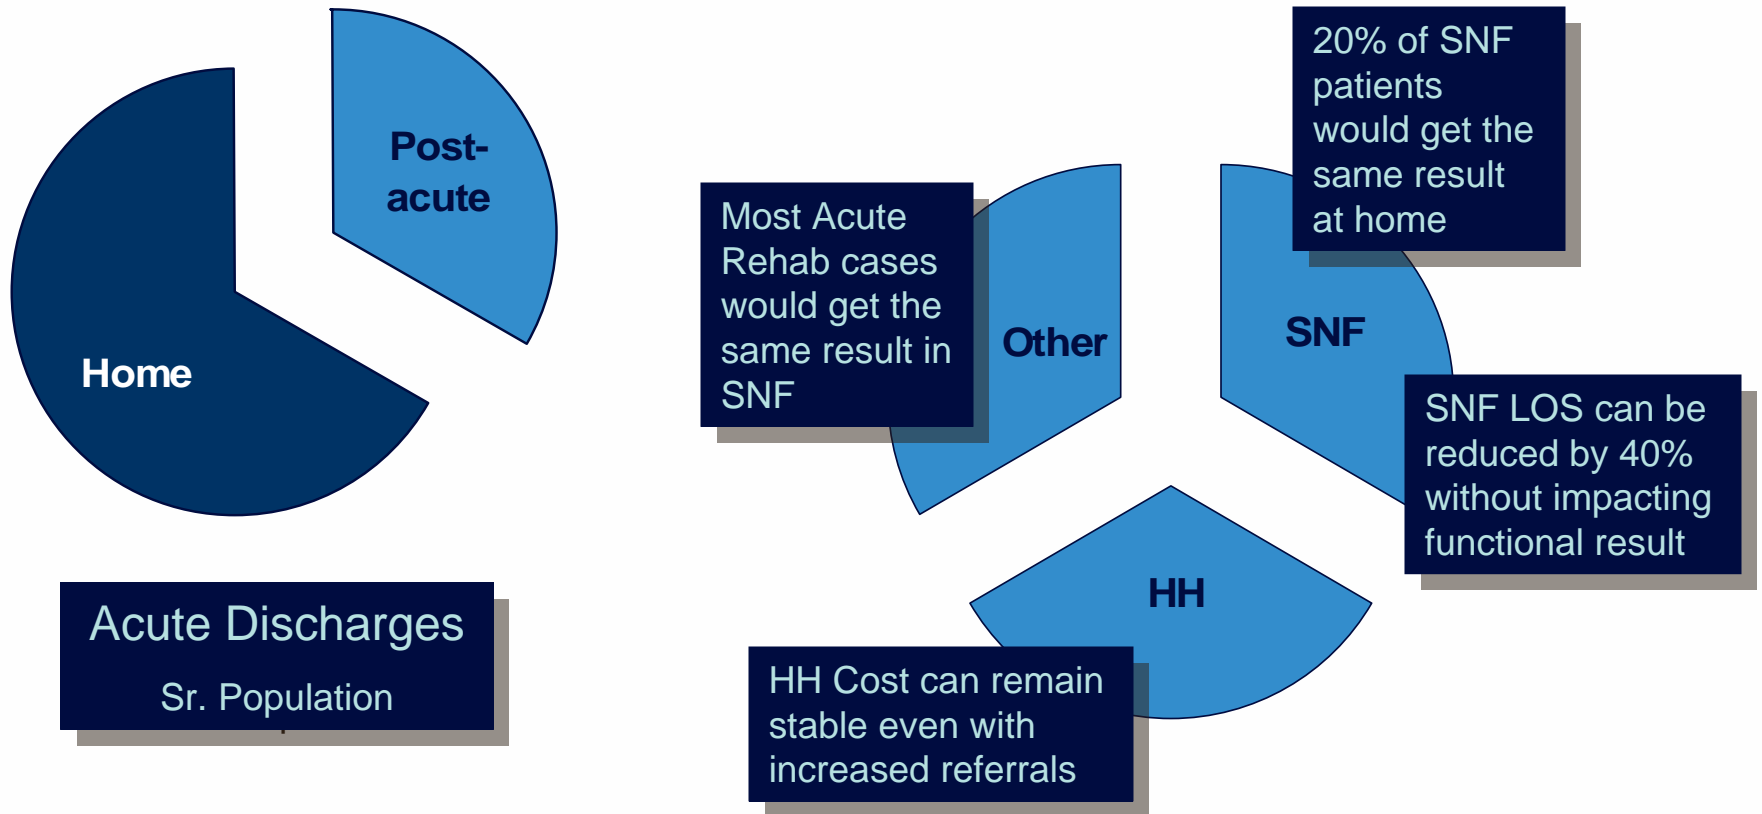 Post-
acute
Home
Acute Discharges
Sr. Population
Most Acute
Rehab cases
would get the
same result in
SNF
Other
20% of SNF
patients
would get the
same result
at home
SNF
SNF LOS can be
reduced by 40%
without impacting
functional result
HH
HH Cost can remain
stable even with
increased referrals